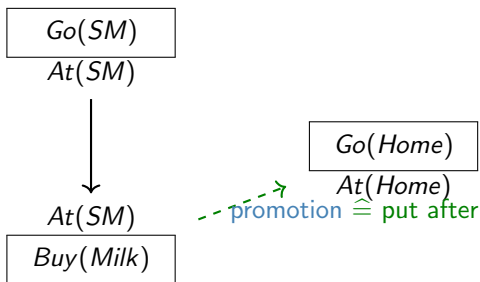 Go(SM)
At(SM)
At(SM)
Buy(Milk)
Go(Home)
At(Home)
promotion ≙ put after